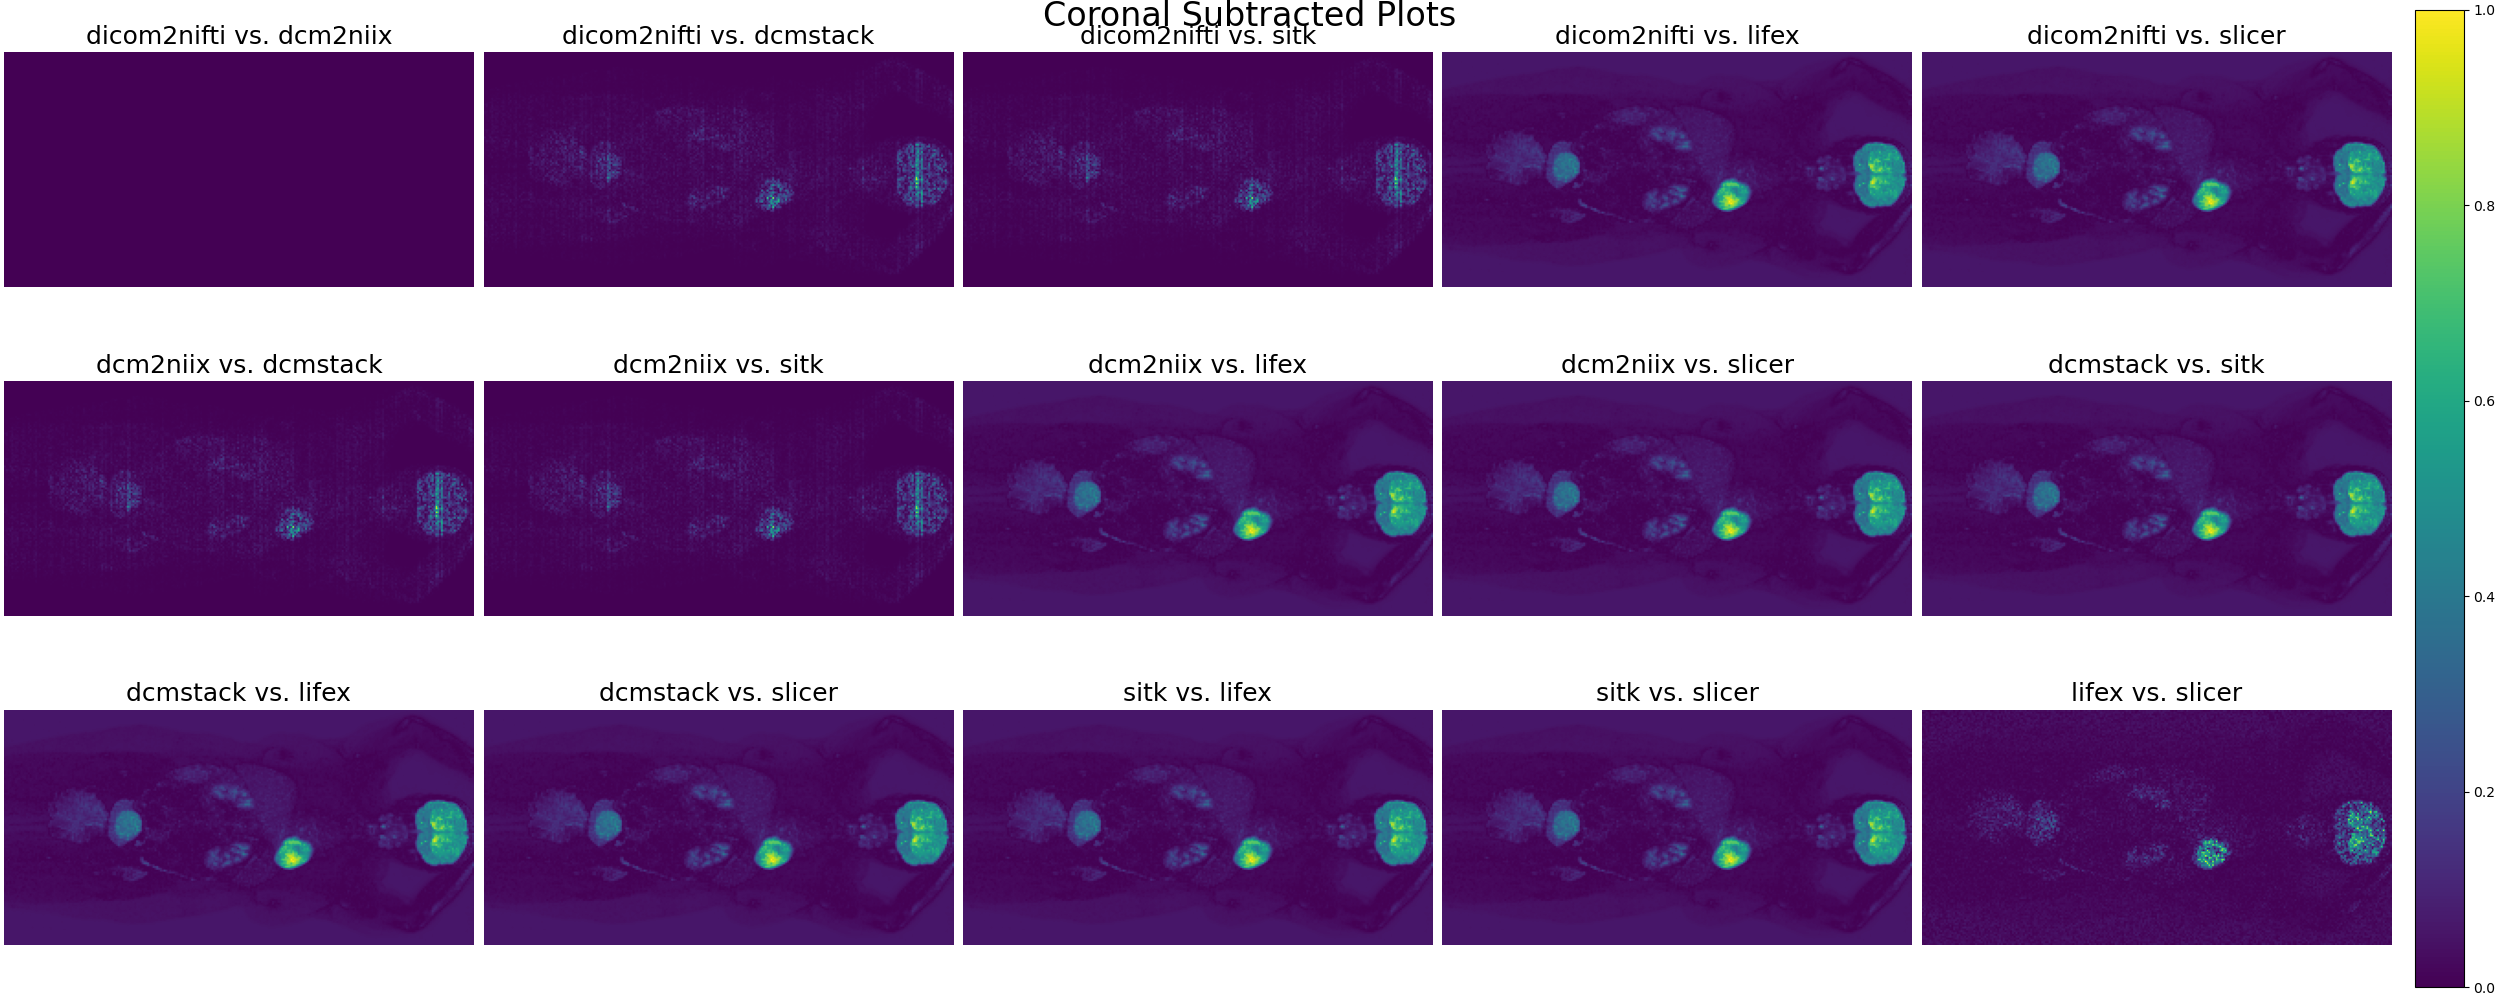 Coronal Subtracted Plots
dicom2nifti vs. dcm2niix
dicom2nifti vs. dcmstack
dicom2nifti vs. sitk
dicom2nifti vs. lifex
dicom2nifti vs. slicer
dcm2niix vs. dcmstack
dcm2niix vs. sitk
dcm2niix vs. lifex
dcm2niix vs. slicer
dcmstack vs. sitk
dcmstack vs. lifex
dcmstack vs. slicer
sitk vs. lifex
sitk vs. slicer
lifex vs. slicer
1.0
0.8
0.6
0.4
0.2
0.0